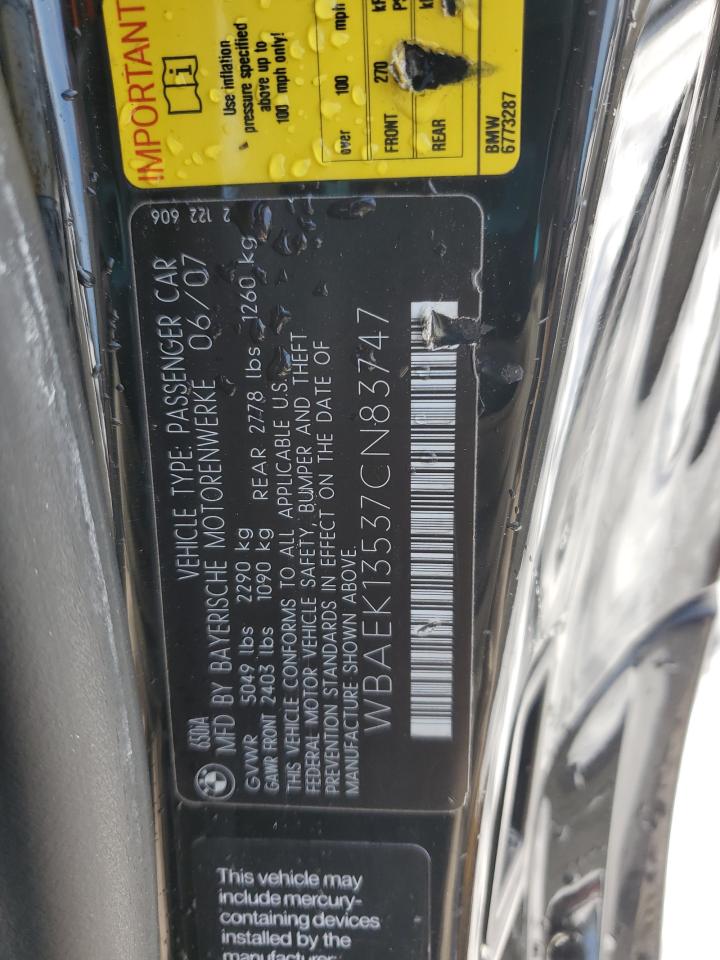 IMPORTANT
Use inflation
pressure specified
above up to
100 mph only!
mph
over 100
FRONT 270
REAR
BMW
6773287
2 122 606
650iA VEHICLE TYPE: PASSENGER CAR
MFD BY BAYERISCHE MOTORENWERKE 06/07
GVWR 5049 lbs 2290 kg
GAWR FRONT 2403 lbs 1090 kg REAR 2778 lbs 1260 kg
THIS VEHICLE CONFORMS TO ALL APPLICABLE U.S.
FEDERAL MOTOR VEHICLE SAFETY, BUMPER AND THEFT
PREVENTION STANDARDS IN EFFECT ON THE DATE OF
MANUFACTURE SHOWN ABOVE.
WBAEK13537CN83747
This vehicle may
include mercury-
containing devices
installed by the
manufacturer